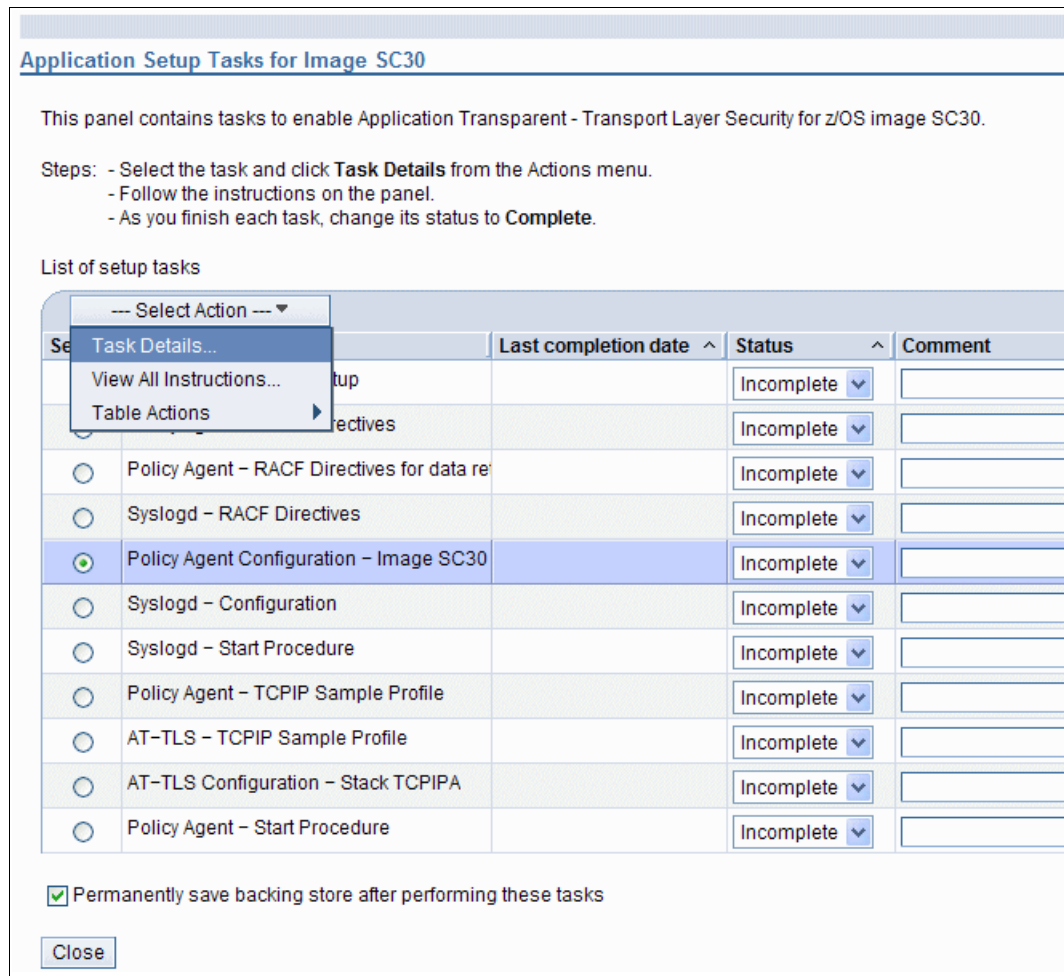 Application Setup Tasks for Image SC30
This panel contains tasks to enable Application Transparent - Transport Layer Security for z/OS image SC30.
Steps: - Select the task and click Task Details from the Actions menu.
- Follow the instructions on the panel.
- As you finish each task, change its status to Complete.
List of setup tasks
--- Select Action ---
Se Task Details... Last completion date Status Comment
View All Instructions... tup Incomplete
Table Actions
rectives Incomplete
Policy Agent – RACF Directives for data re Incomplete
Syslogd – RACF Directives Incomplete
Policy Agent Configuration – Image SC30 Incomplete
Syslogd – Configuration Incomplete
Syslogd – Start Procedure Incomplete
Policy Agent – TCPIP Sample Profile Incomplete
AT–TLS – TCPIP Sample Profile Incomplete
AT–TLS Configuration – Stack TCPIPA Incomplete
Policy Agent – Start Procedure Incomplete
Permanently save backing store after performing these tasks
Close